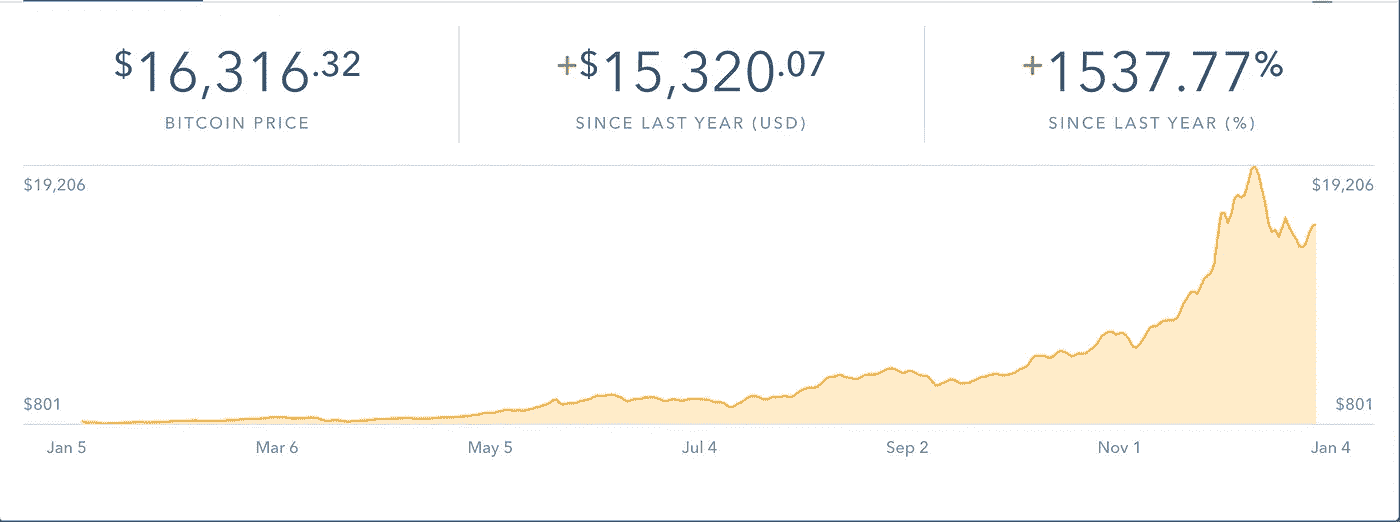 $16,316.32 +$15,320.07 +1537.77%
BITCOIN PRICE SINCE LAST YEAR (USD) SINCE LAST YEAR (%)
$19,206 $19,206
$801 $801
Jan 5 Mar 6 May 5 Jul 4 Sep 2 Nov 1 Jan 4